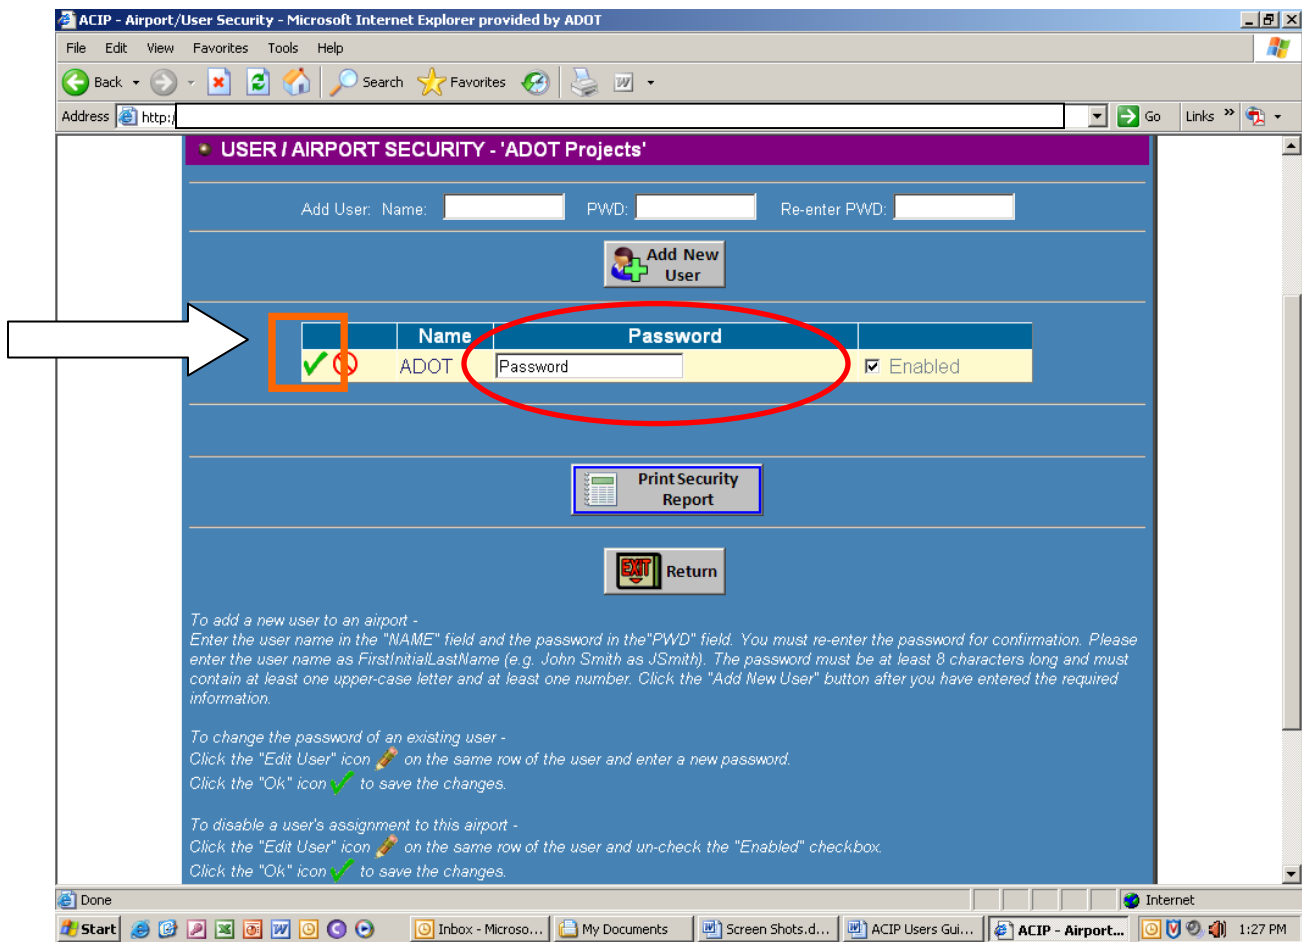 ACIP - Airport/User Security - Microsoft Internet Explorer provided by ADOT
File Edit View Favorites Tools Help
Back Search Favorites
Address http:/ Go Links »
USER / AIRPORT SECURITY - 'ADOT Projects'
Add User: Name: PWD: Re-enter PWD:
Add New
User
Name Password
ADOT Password Enabled
Print Security
Report
EXIT Return
To add a new user to an airport -
Enter the user name in the "NAME" field and the password in the"PWD" field. You must re-enter the password for confirmation. Please
enter the user name as FirstInitialLastName (e.g. John Smith as JSmith). The password must be at least 8 characters long and must
contain at least one upper-case letter and at least one number. Click the "Add New User" button after you have entered the required
information.
To change the password of an existing user -
Click the "Edit User" icon on the same row of the user and enter a new password.
Click the "Ok" icon to save the changes.
To disable a user's assignment to this airport -
Click the "Edit User" icon on the same row of the user and un-check the "Enabled" checkbox.
Click the "Ok" icon to save the changes.
Done Internet
Start Inbox - Microso... My Documents Screen Shots.d... ACIP Users Gui... ACIP - Airport... 1:27 PM